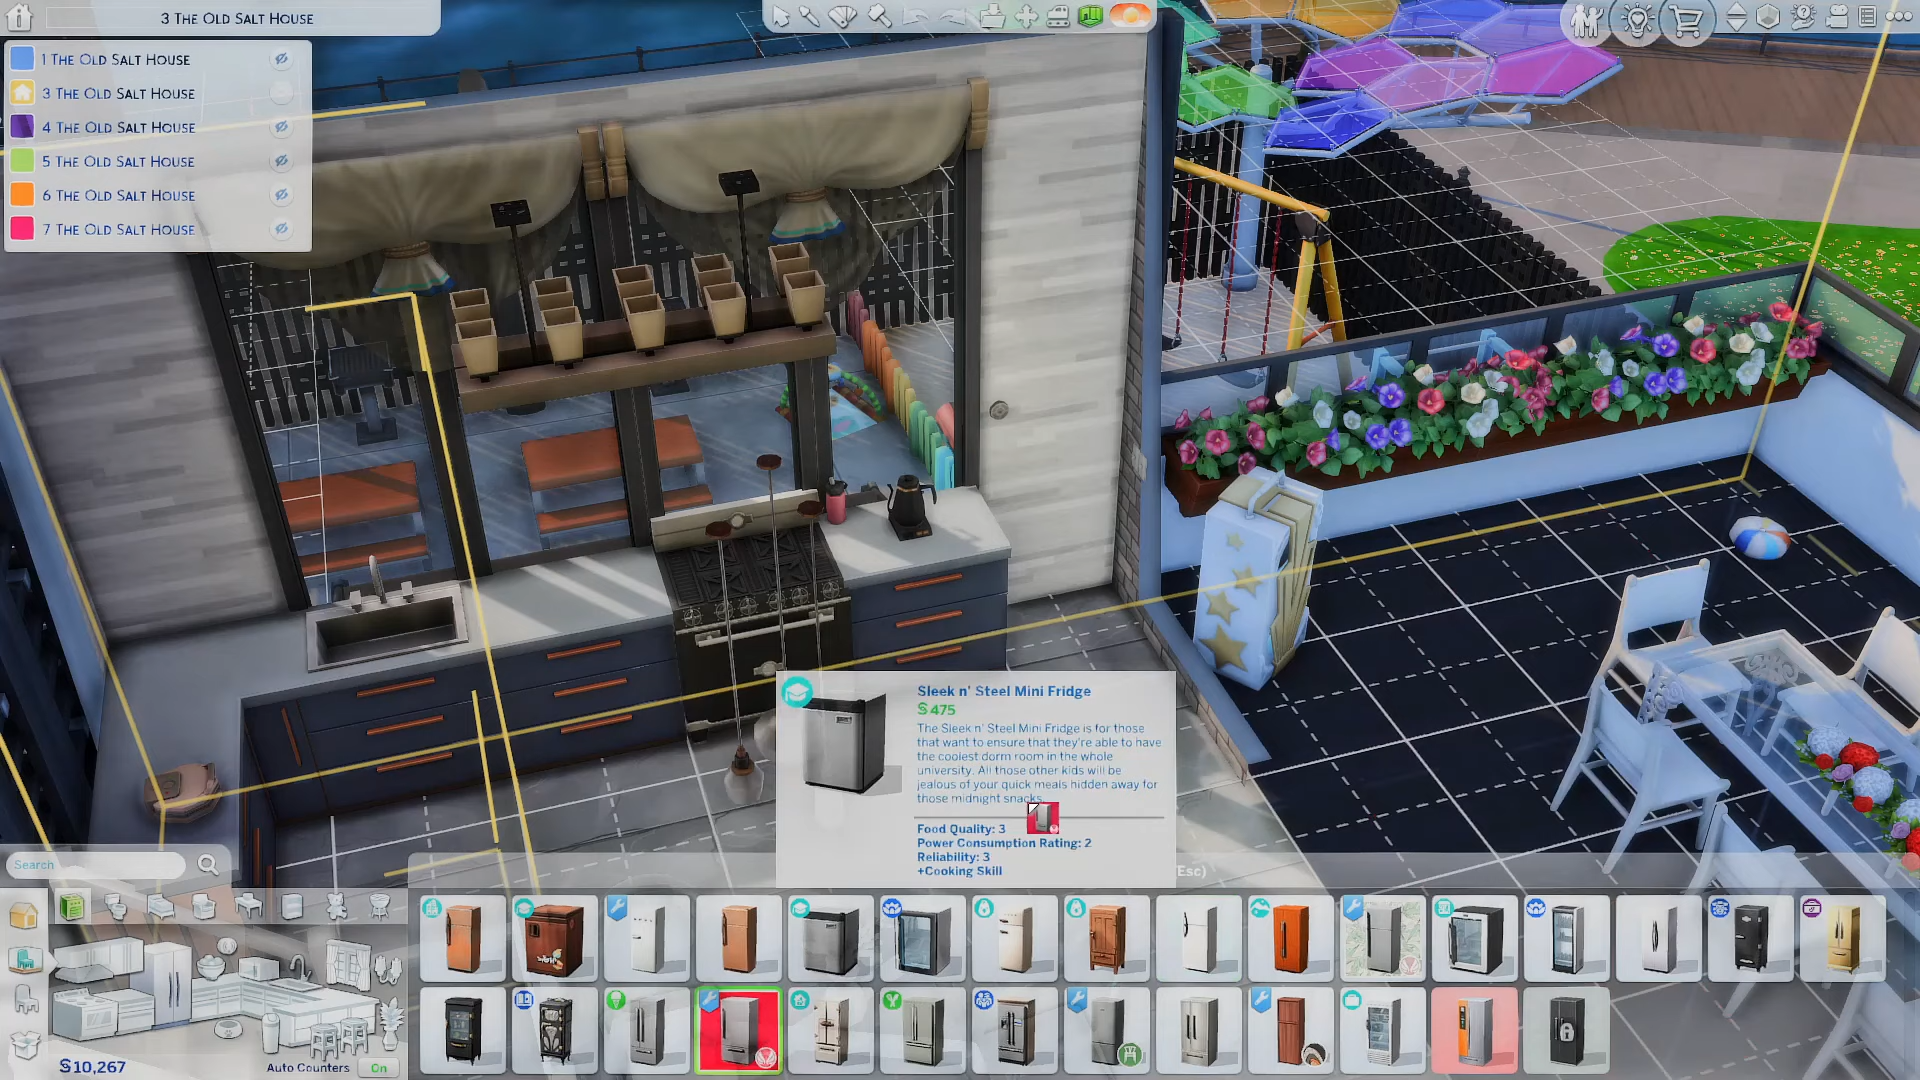 3 The Old Salt House
1 The Old Salt House
3 The Old Salt House
4 The Old Salt House
5 The Old Salt House
6 The Old Salt House
7 The Old Salt House
Sleek n' Steel Mini Fridge
§475
The Sleek n' Steel Mini Fridge is for those
that want to ensure that they're able to have
the coolest dorm room in the whole
university. All those other kids will be
jealous of your quick meals hidden away for
those midnight snacks.
Food Quality: 3
Power Consumption Rating: 2
Reliability: 3
+Cooking Skill
Esc)
Search
§10,267
Auto Counters
On